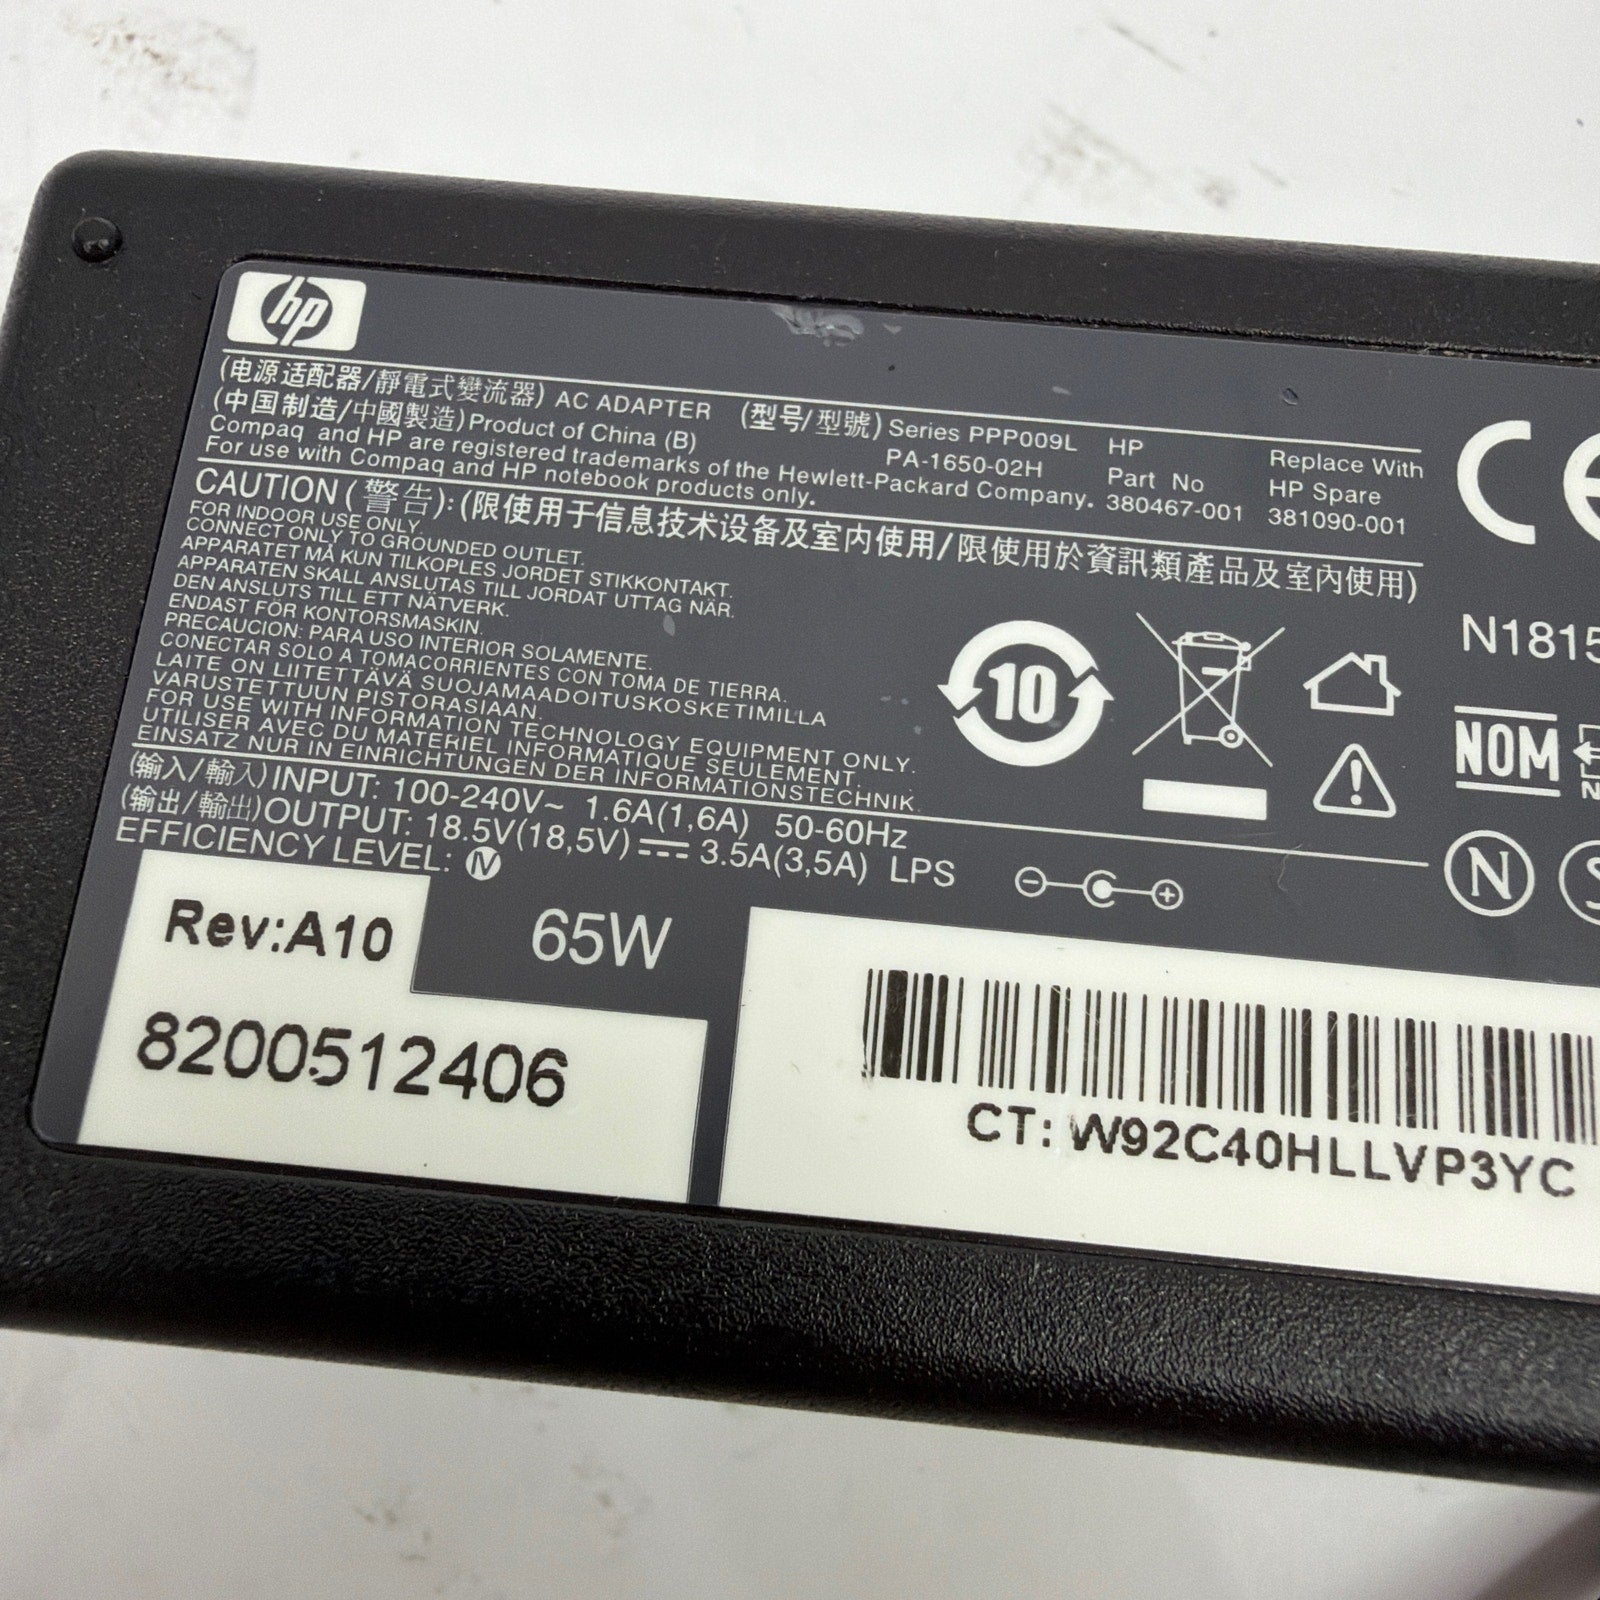 hp
(电源适配器/靜電式變流器) AC ADAPTER (型号/型號) Series PPP009L HP Replace With
(中国制造/中國製造) Product of China (B) PA-1650-02H Part No HP Spare
Compaq and HP are registered trademarks of the Hewlett-Packard Company. 380467-001 381090-001
For use with Compaq and HP notebook products only.
CAUTION (警告): (限使用于信息技术设备及室内使用/限使用於資訊類產品及室內使用)
FOR INDOOR USE ONLY.
CONNECT ONLY TO GROUNDED OUTLET.
APPARATET MÅ KUN TILKOPLES JORDET STIKKONTAKT.
APPARATEN SKALL ANSLUTAS TILL JORDAT UTTAG NÄR.
DEN ANSLUTS TILL ETT NÄTVERK.
ENDAST FÖR KONTORSMASKIN.
PRECAUCION: PARA USO INTERIOR SOLAMENTE.
CONECTAR SOLO A TOMACORRIENTES CON TOMA DE TIERRA.
LAITE ON LIITETTÄVÄ SUOJAMAADOITUSKOSKETIMILLA
VARUSTETTUUN PISTORASIAAN.
FOR USE WITH INFORMATION TECHNOLOGY EQUIPMENT ONLY.
UTILISER AVEC DU MATERIEL INFORMATIQUE SEULEMENT.
EINSATZ NUR IN EINRICHTUNGEN DER INFORMATIONSTECHNIK.
(输入/輸入) INPUT: 100-240V~ 1.6A(1,6A) 50-60Hz
(输出/輸出) OUTPUT: 18.5V(18,5V) ⎓ 3.5A(3,5A) LPS
EFFICIENCY LEVEL: IV
10
CE
N1815
NOM
N
S
Rev:A10
65W
8200512406
CT: W92C40HLLVP3YC